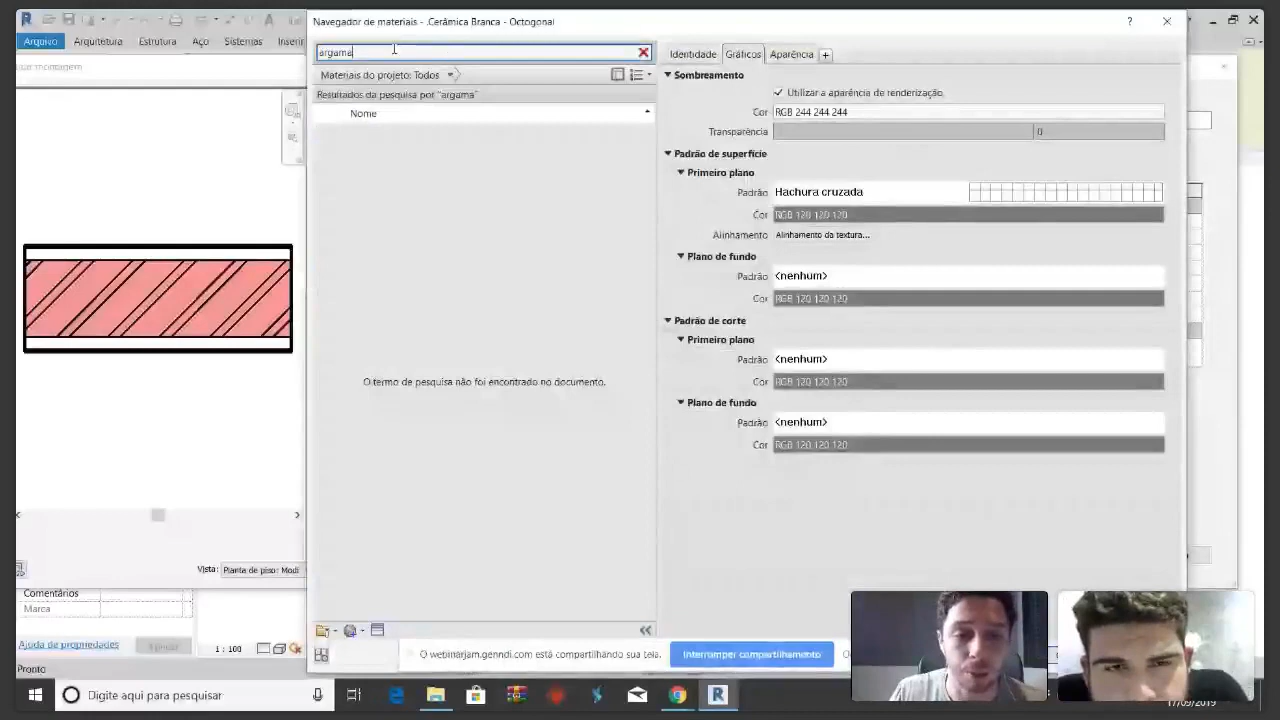 Navegador de materiais - .Cerâmica Branca - Octogonal
?
Arquivo
Arquitetura
Estrutura
Aço
Sistemas
Inserir
argama
Identidade
Gráficos
Aparência
+
Materiais do projeto: Todos
Sombreamento
Resultados da pesquisa por "argama"
Utilizar a aparência de renderização
Nome
Cor
RGB 244 244 244
Transparência
0
Padrão de superfície
Primeiro plano
Padrão
Hachura cruzada
Cor
RGB 120 120 120
Alinhamento
Alinhamento da textura...
Plano de fundo
Padrão
<nenhum>
Cor
RGB 120 120 120
Padrão de corte
Primeiro plano
Padrão
<nenhum>
O termo de pesquisa não foi encontrado no documento.
Cor
RGB 120 120 120
Plano de fundo
Padrão
<nenhum>
Cor
RGB 120 120 120
Vista:
Planta de piso: Modi
Comentários
Marca
Ajuda de propriedades
1 : 100
O webinarjam.genndi.com está compartilhando sua tela.
Interromper compartilhamento
Pronto
Digite aqui para pesquisar
17/09/2019